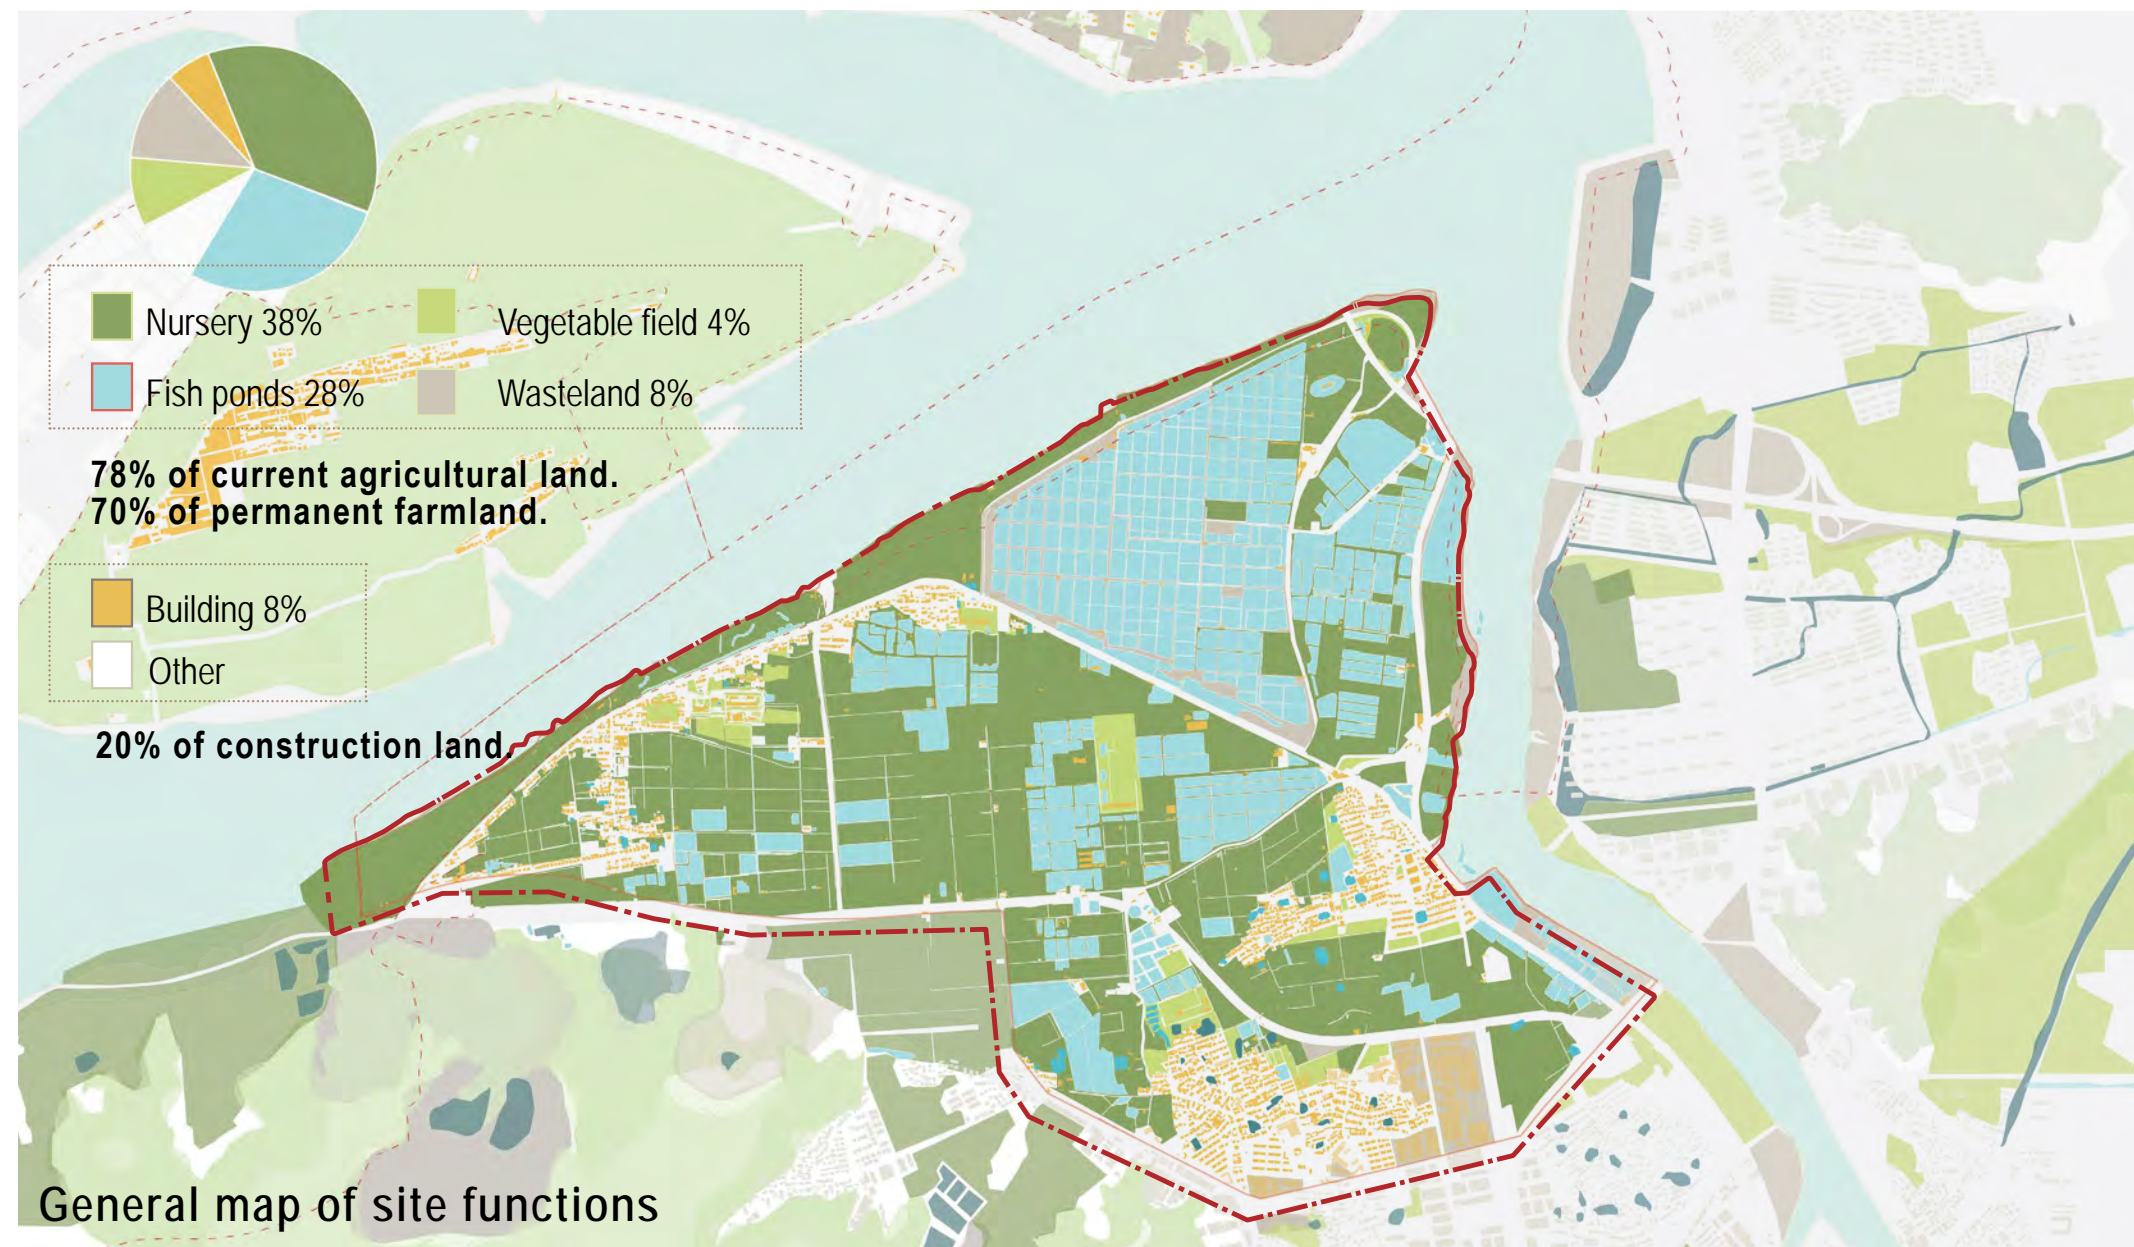 Nursery 38%
Vegetable field 4%
Fish ponds 28%
Wasteland 8%
78% of current agricultural land.
70% of permanent farmland.
Building 8%
Other
20% of construction land.
General map of site functions